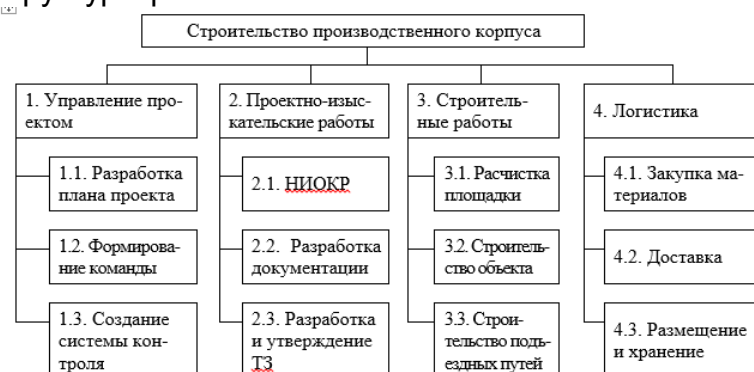 Строительство производственного корпуса
1. Управление про-
ектом
2. Проектно-изыс-
кательские работы
3. Строитель-
ные работы
4. Логистика
1.1. Разработка
плана проекта
2.1. НИОКР
3.1. Расчистка
площадки
4.1. Закупка ма-
териалов
1.2. Формирова-
ние команды
2.2. Разработка
документации
3.2. Строитель-
ство объекта
4.2. Доставка
1.3. Создание
системы кон-
троля
2.3. Разработка
и утверждение
ТЗ
3.3. Строи-
тельство подъ-
ездных путей
4.3. Размещение
и хранение